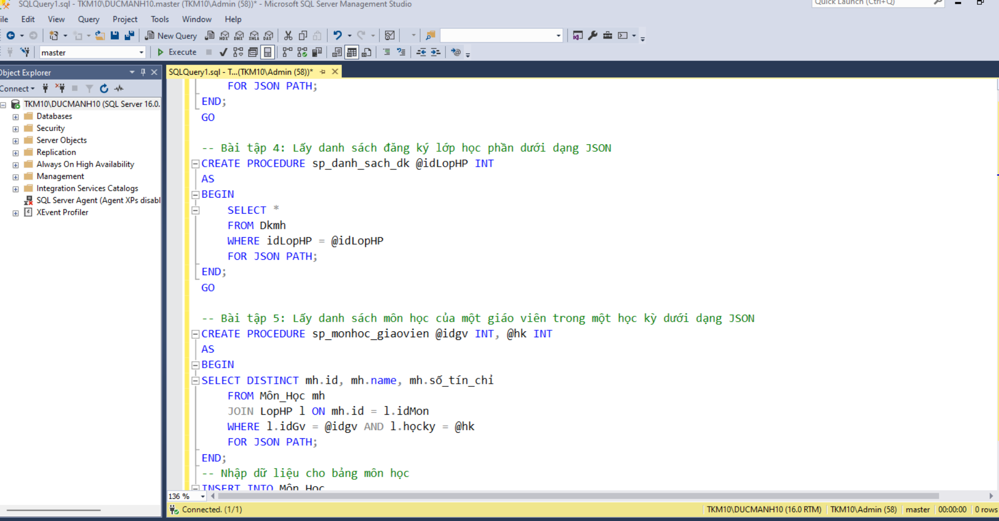 SQLQuery1.sql - TKM10\DUCMANH10.master (TKM10\Admin (58))* - Microsoft SQL Server Management Studio
Quick Launch (Ctrl+Q)
ile Edit View Query Project Tools Window Help
New Query MDX DMX XMLA DAX
master Execute
Object Explorer
Connect
TKM10\DUCMANH10 (SQL Server 16.0.
Databases
Security
Server Objects
Replication
Always On High Availability
Management
Integration Services Catalogs
SQL Server Agent (Agent XPs disabl
XEvent Profiler
SQLQuery1.sql - T...(TKM10\Admin (58))*
FOR JSON PATH;
END;
GO
-- Bài tập 4: Lấy danh sách đăng ký lớp học phần dưới dạng JSON
CREATE PROCEDURE sp_danh_sach_dk @idLopHP INT
AS
BEGIN
SELECT *
FROM Dkmh
WHERE idLopHP = @idLopHP
FOR JSON PATH;
END;
GO
-- Bài tập 5: Lấy danh sách môn học của một giáo viên trong một học kỳ dưới dạng JSON
CREATE PROCEDURE sp_monhoc_giaovien @idgv INT, @hk INT
AS
BEGIN
SELECT DISTINCT mh.id, mh.name, mh.số_tín_chỉ
FROM Môn_Học mh
JOIN LopHP l ON mh.id = l.idMon
WHERE l.idGv = @idgv AND l.họcky = @hk
FOR JSON PATH;
END;
-- Nhập dữ liệu cho bảng môn học
INSERT INTO Môn_Học
136 %
Connected. (1/1)
TKM10\DUCMANH10 (16.0 RTM) TKM10\Admin (58) master 00:00:00 0 rows